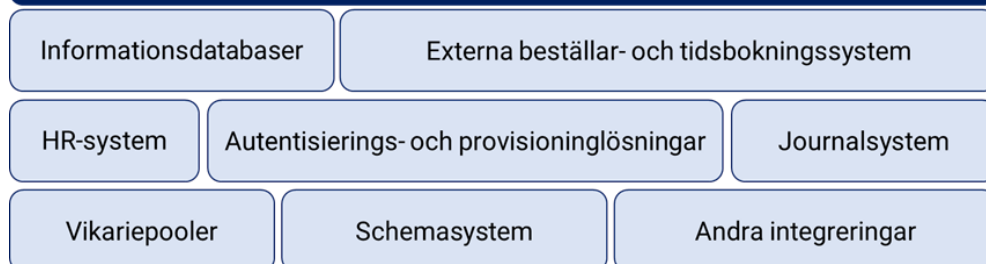 Informationsdatabaser
Externa beställar- och tidsbokningssystem
HR-system
Autentisierings- och provisioninglösningar
Journalsystem
Vikariepooler
Schemasystem
Andra integreringar